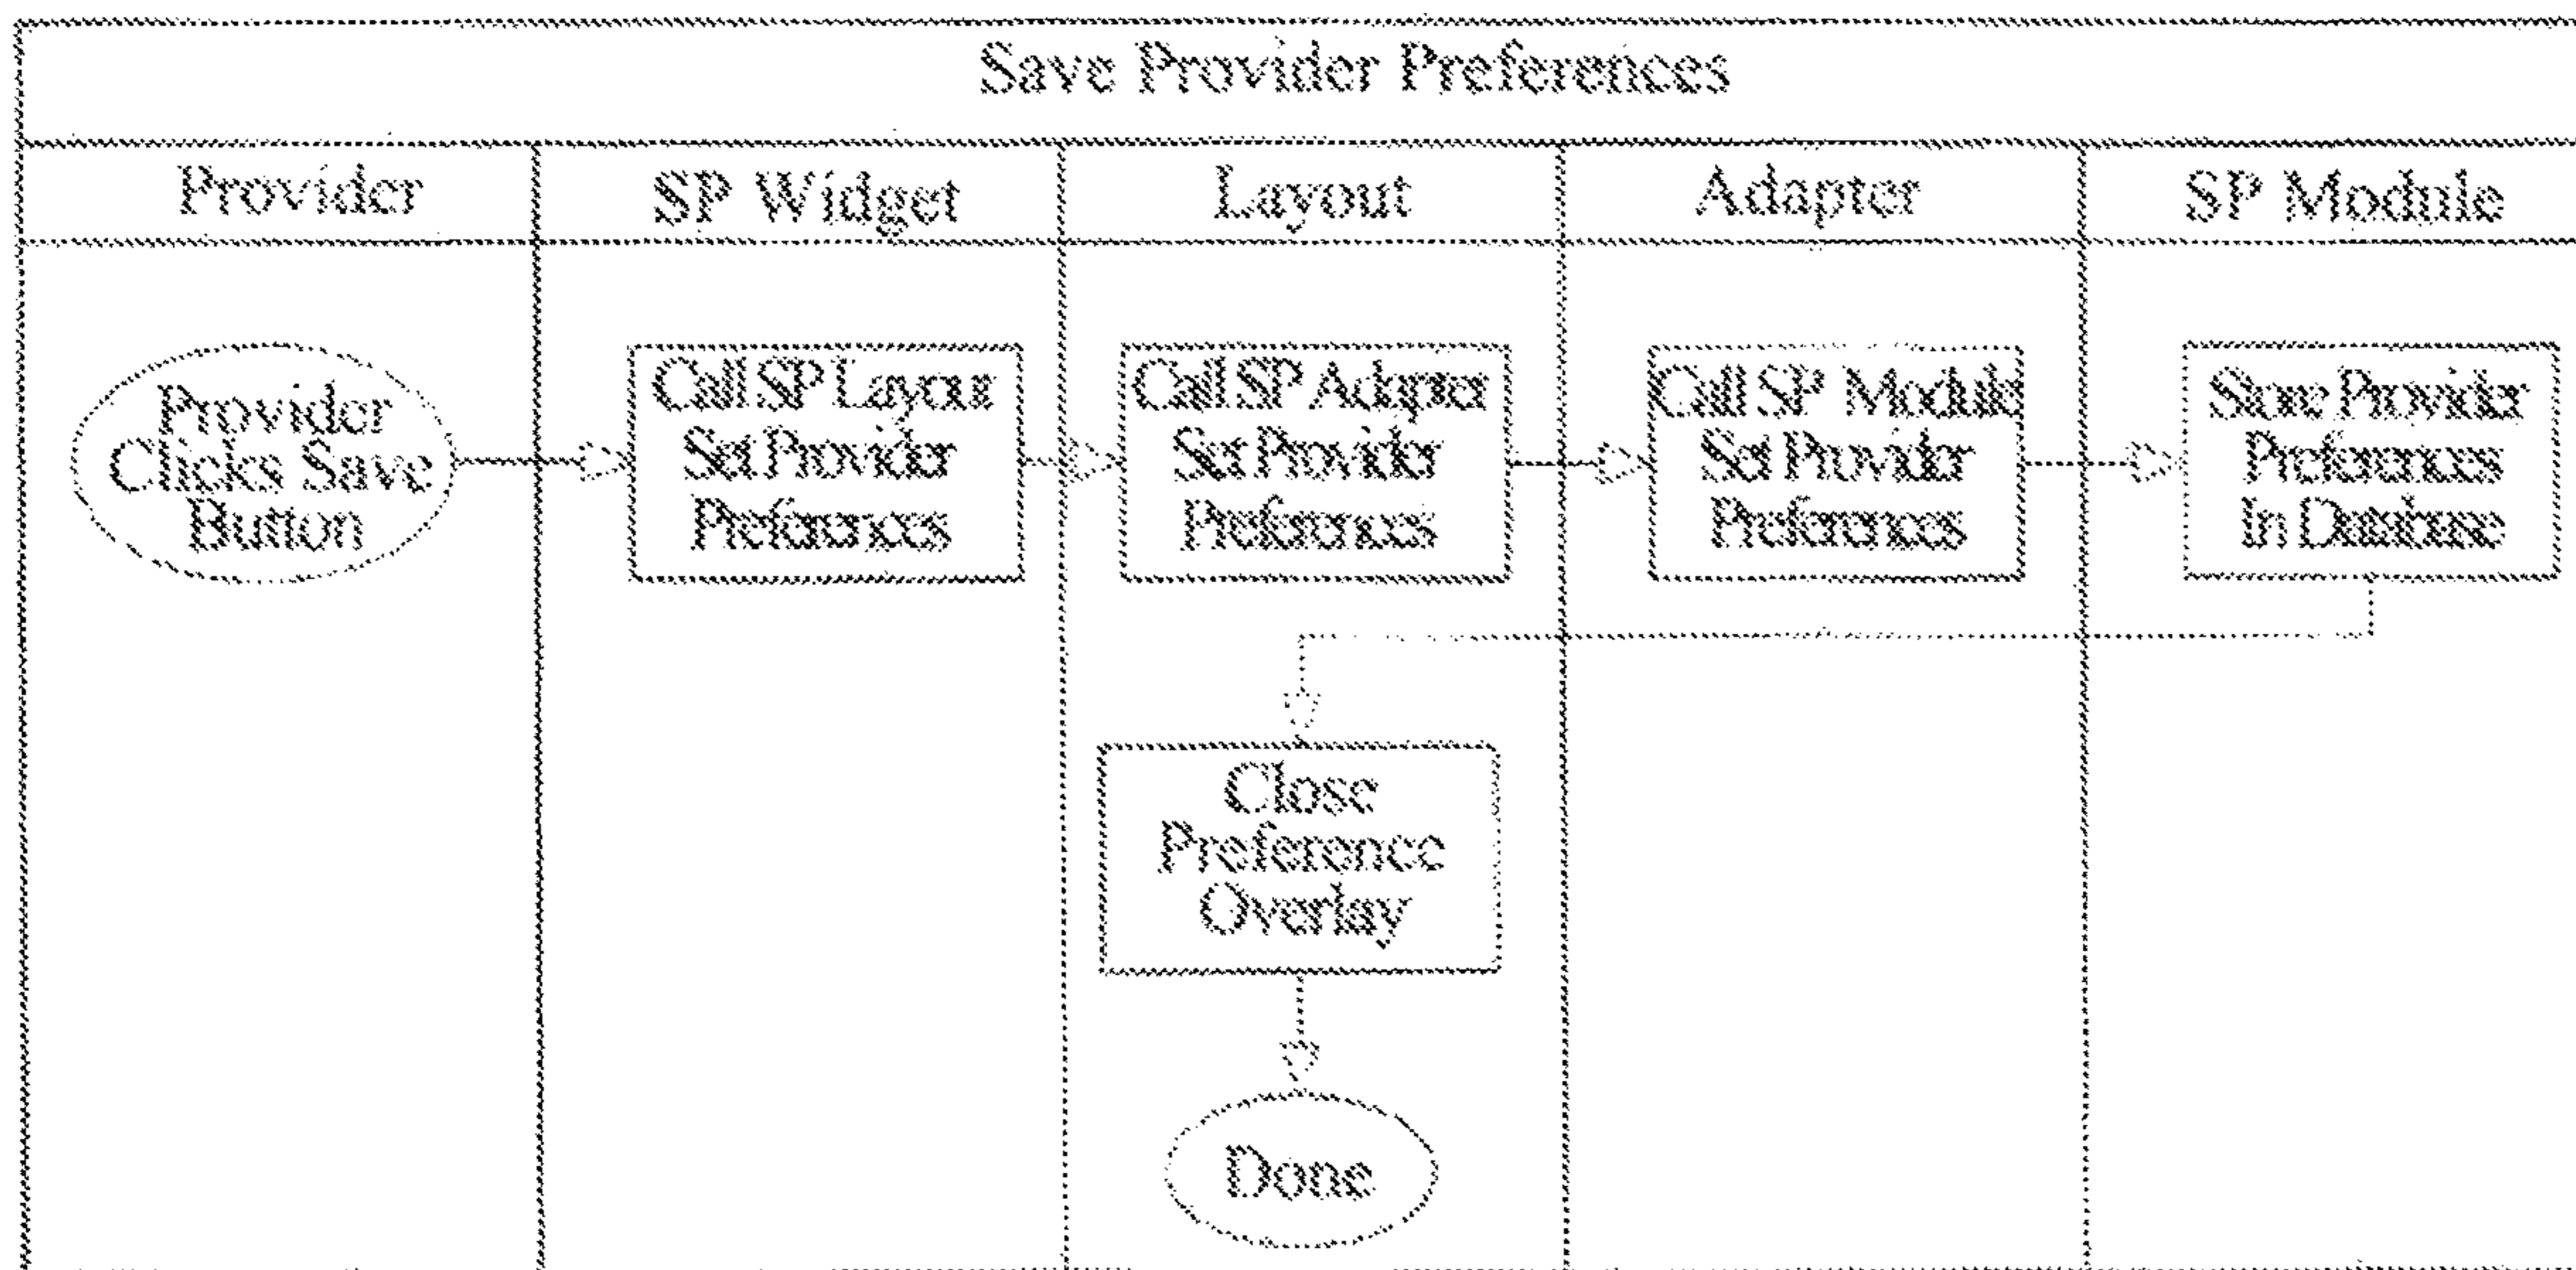 Save Provider Preferences
Provider
SP Widget
Layout
Adapter
SP Module
Provider
Clicks Save
Button
Call SP Layour
Set Provider
Preferences
Call SP Adapter
Set Provider
Preferences
Call SP Module
Set Provider
Preferences
Store Provider
Preferences
In Database
Close
Preference
Overlay
Done